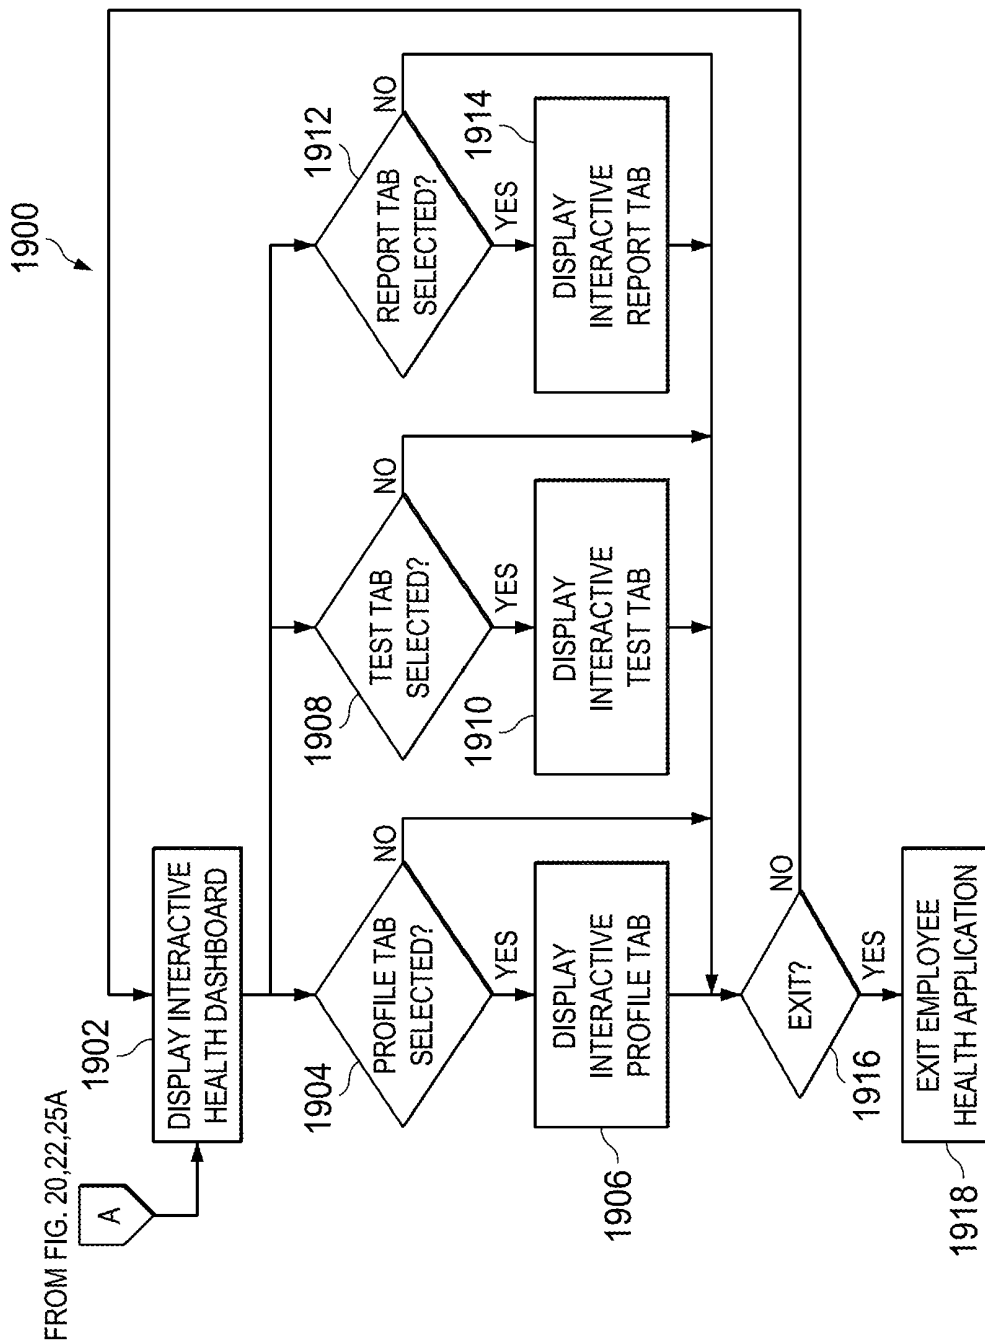 1900
FROM FIG. 20,22,25A
A
1902
DISPLAY INTERACTIVE
HEALTH DASHBOARD
1904
PROFILE TAB
SELECTED?
NO
YES
1906
DISPLAY
INTERACTIVE
PROFILE TAB
1908
TEST TAB
SELECTED?
NO
YES
1910
DISPLAY
INTERACTIVE
TEST TAB
1912
REPORT TAB
SELECTED?
NO
YES
1914
DISPLAY
INTERACTIVE
REPORT TAB
EXIT?
NO
1916
YES
1918
EXIT EMPLOYEE
HEALTH APPLICATION